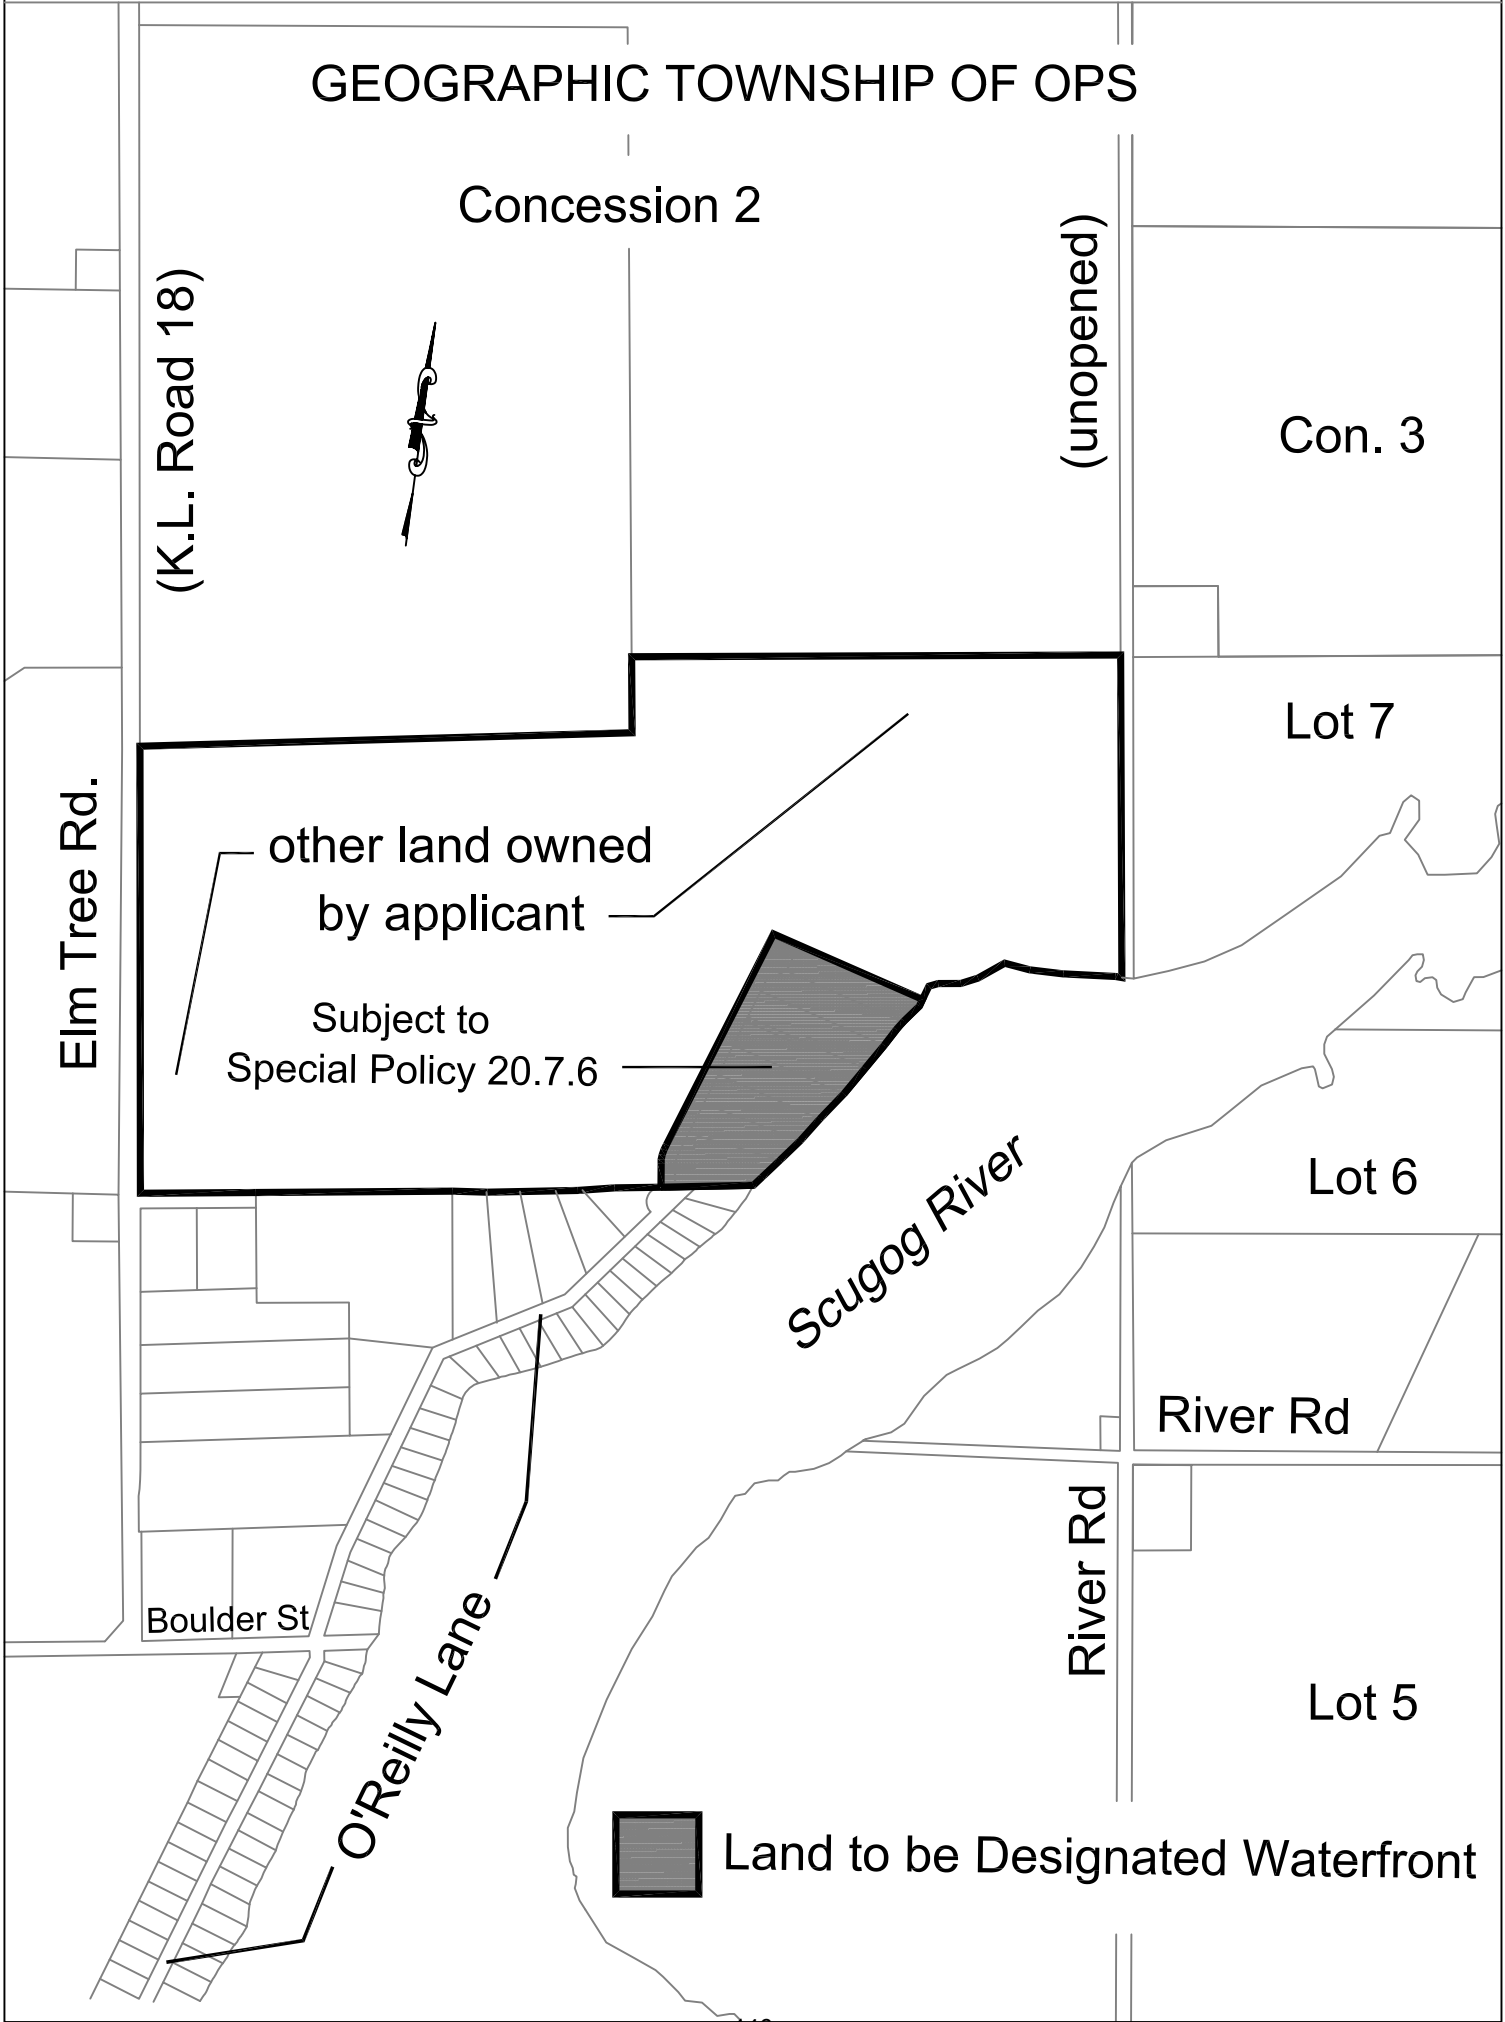 GEOGRAPHIC TOWNSHIP OF OPS
Concession 2
(K.L. Road 18)
(unopened)
Con. 3
Lot 7
Elm Tree Rd.
other land owned
by applicant
Subject to
Special Policy 20.7.6
Scugog River
Lot 6
River Rd
River Rd
Boulder St
O'Reilly Lane
Lot 5
Land to be Designated Waterfront